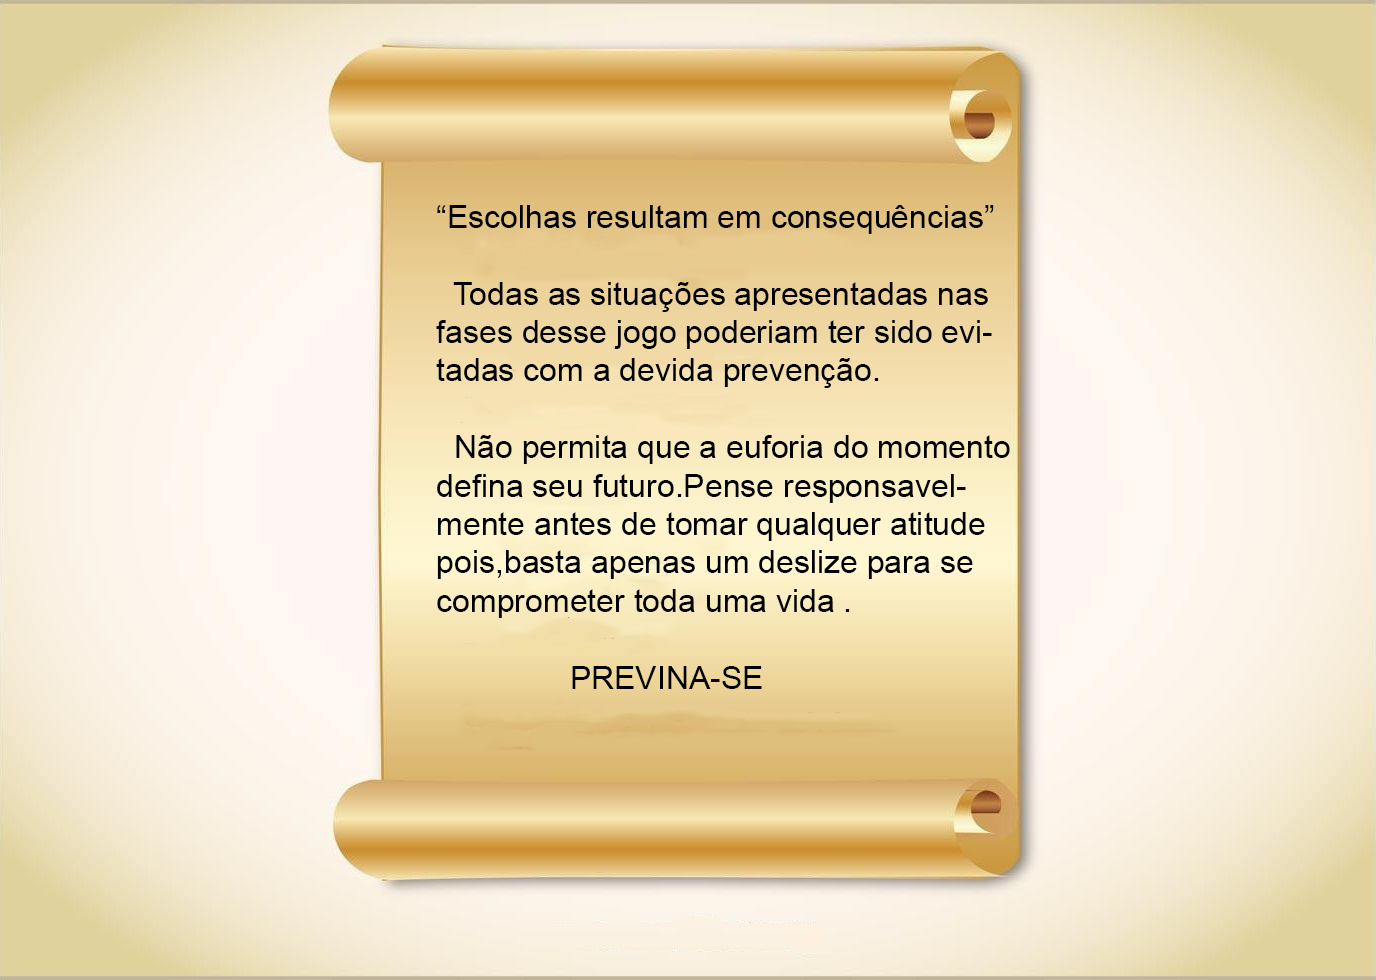 “Escolhas resultam em consequências”
Todas as situações apresentadas nas
fases desse jogo poderiam ter sido evi-
tadas com a devida prevenção.
Não permita que a euforia do momento
defina seu futuro.Pense responsavel-
mente antes de tomar qualquer atitude
pois,basta apenas um deslize para se
comprometer toda uma vida .
PREVINA-SE